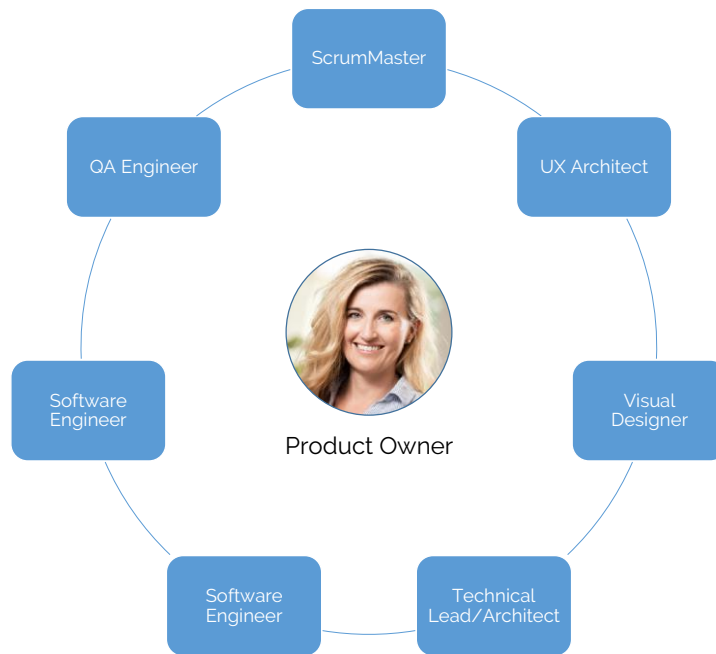 ScrumMaster
QA Engineer
UX Architect
Software
Engineer
Visual
Designer
Product Owner
Software
Engineer
Technical
Lead/Architect